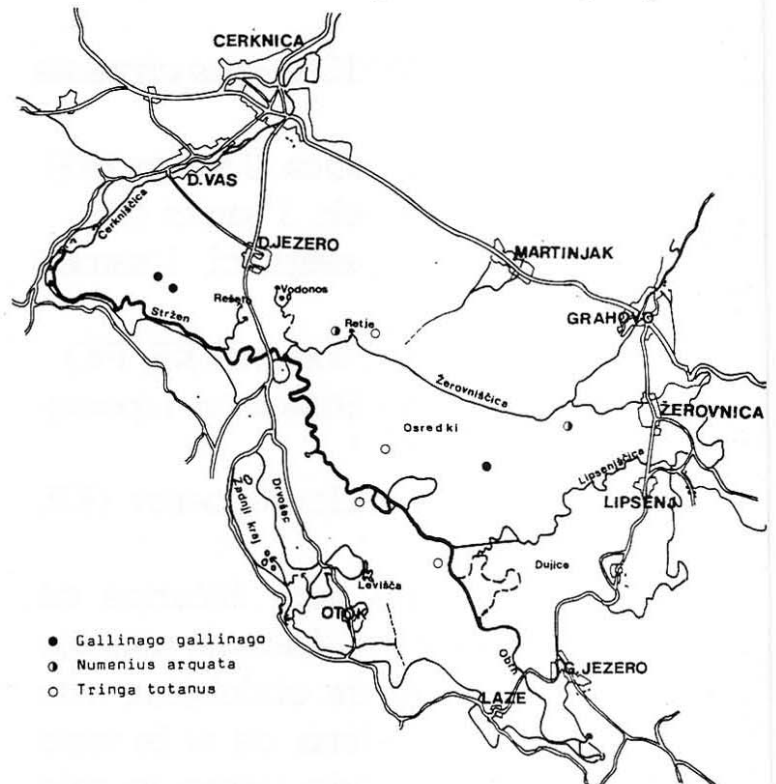 CERKNICA
D.VAS
Cerkniščica
D.JEZERO
MARTINJAK
Vodonos
Rešeto
GRAHOVO
Stržen
Retje
Žerovniščica
ŽEROVNICA
Osredki
Lipsenjščica
Zadnji kraj
Drvošec
LIPSENJ
Dujice
Levišča
OTOK
● Gallinago gallinago
◑ Numenius arquata
○ Tringa totanus
Obrh
G.JEZERO
LAZE